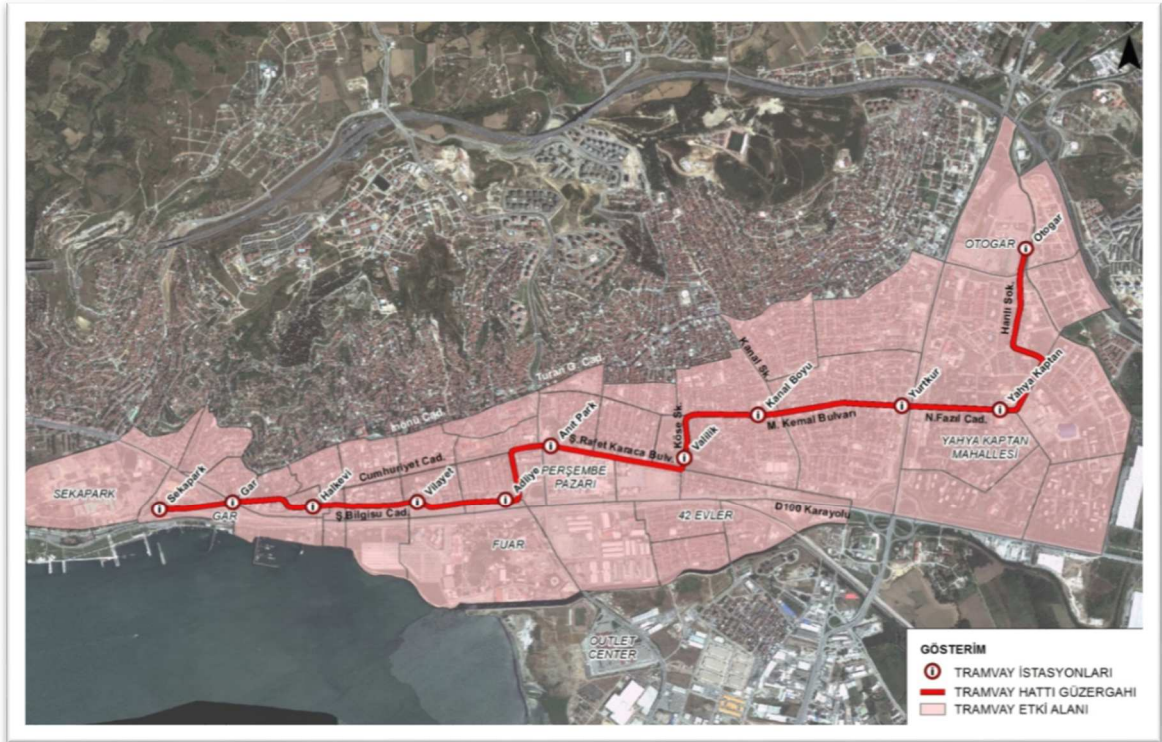 Otogar
OTOGAR
Hanlı Sok.
Kanal Sk.
Turan G. Cad.
Kanal Boyu
Yurtkur
Yahya Kaptan
M. Kemal Bulvarı
N.Fazıl Cad.
İnönü Cad.
Anıt Park
Köse Sk.
Valilik
Ş.Rafet Karaca Bulv.
YAHYA KAPTAN
MAHALLESİ
Cumhuriyet Cad.
PERŞEMBE
PAZARI
Sekapark
Gar
Halkevi
Vilayet
Adliye
SEKAPARK
GAR
Ş.Bilgisu Cad.
42 EVLER
D100 Karayolu
FUAR
OUTLET
CENTER
GÖSTERİM
TRAMVAY İSTASYONLARI
TRAMVAY HATTI GÜZERGAHI
TRAMVAY ETKİ ALANI